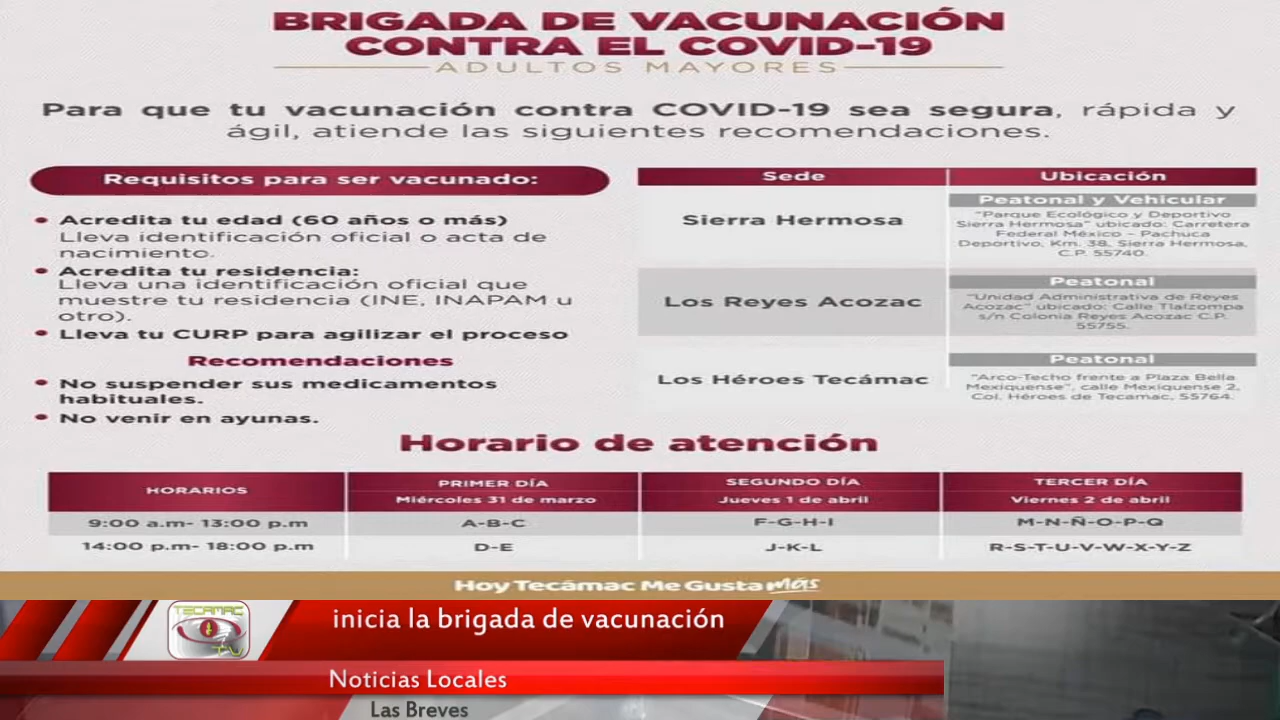 BRIGADA DE VACUNACIÓN
CONTRA EL COVID-19
ADULTOS MAYORES
Para que tu vacunación contra COVID-19 sea segura, rápida y
ágil, atiende las siguientes recomendaciones.
Requisitos para ser vacunado:
• Acredita tu edad (60 años o más)
Lleva identificación oficial o acta de
nacimiento.
• Acredita tu residencia:
Lleva una identificación oficial que
muestre tu residencia (INE, INAPAM u
otro).
• Lleva tu CURP para agilizar el proceso
Recomendaciones
• No suspender sus medicamentos
habituales.
• No venir en ayunas.
Sede Ubicación
Sierra Hermosa
Peatonal y Vehicular
"Parque Ecológico y Deportivo
Sierra Hermosa" ubicado: Carretera
Federal México – Pachuca
Deportivo, Km. 38, Sierra Hermosa,
C.P. 55740.
Los Reyes Acozac
Peatonal
"Unidad Administrativa de Reyes
Acozac" ubicado: Calle Tlalzompa
s/n Colonia Reyes Acozac C.P.
55755.
Los Héroes Tecámac
Peatonal
"Arco-Techo frente a Plaza Bella
Mexiquense", calle Mexiquense 2,
Col. Héroes de Tecamac, 55764.
Horario de atención
HORARIOS PRIMER DÍA SEGUNDO DÍA TERCER DÍA
Miércoles 31 de marzo Jueves 1 de abril Viernes 2 de abril
9:00 a.m- 13:00 p.m A-B-C F-G-H-I M-N-Ñ-O-P-Q
14:00 p.m- 18:00 p.m D-E J-K-L R-S-T-U-V-W-X-Y-Z
Hoy Tecámac Me Gusta más
TECAMAC
TV
inicia la brigada de vacunación
Noticias Locales
Las Breves